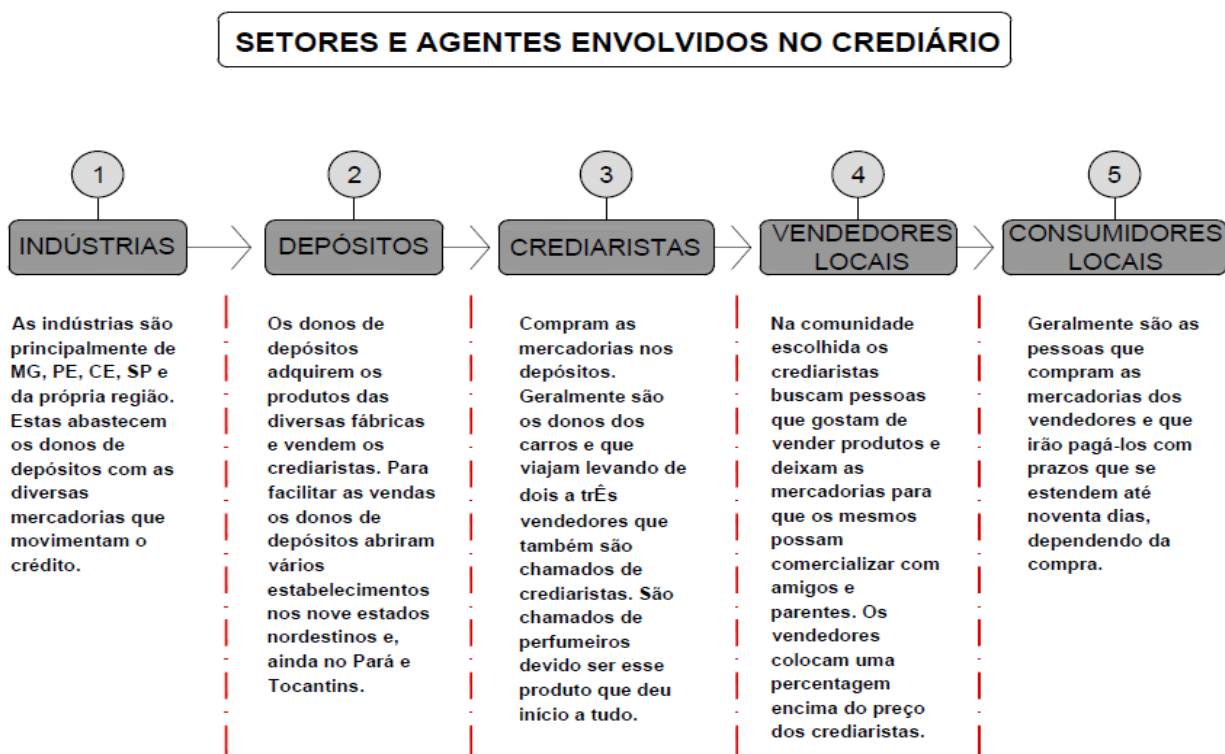 SETORES E AGENTES ENVOLVIDOS NO CREDIÁRIO
1
INDÚSTRIAS
As indústrias são
principalmente de
MG, PE, CE, SP e
da própria região.
Estas abastecem
os donos de
depósitos com as
diversas
mercadorias que
movimentam o
crédito.
2
DEPÓSITOS
Os donos de
depósitos
adquirem os
produtos das
diversas fábricas
e vendem os
crediaristas. Para
facilitar as vendas
os donos de
depósitos abriram
vários
estabelecimentos
nos nove estados
nordestinos e,
ainda no Pará e
Tocantins.
3
CREDIARISTAS
Compram as
mercadorias nos
depósitos.
Geralmente são
os donos dos
carros e que
viajam levando de
dois a trÊs
vendedores que
também são
chamados de
crediaristas. São
chamados de
perfumeiros
devido ser esse
produto que deu
início a tudo.
4
VENDEDORES
LOCAIS
Na comunidade
escolhida os
crediaristas
buscam pessoas
que gostam de
vender produtos e
deixam as
mercadorias para
que os mesmos
possam
comercializar com
amigos e
parentes. Os
vendedores
colocam uma
percentagem
encima do preço
dos crediaristas.
5
CONSUMIDORES
LOCAIS
Geralmente são as
pessoas que
compram as
mercadorias dos
vendedores e que
irão pagá-los com
prazos que se
estendem até
noventa dias,
dependendo da
compra.